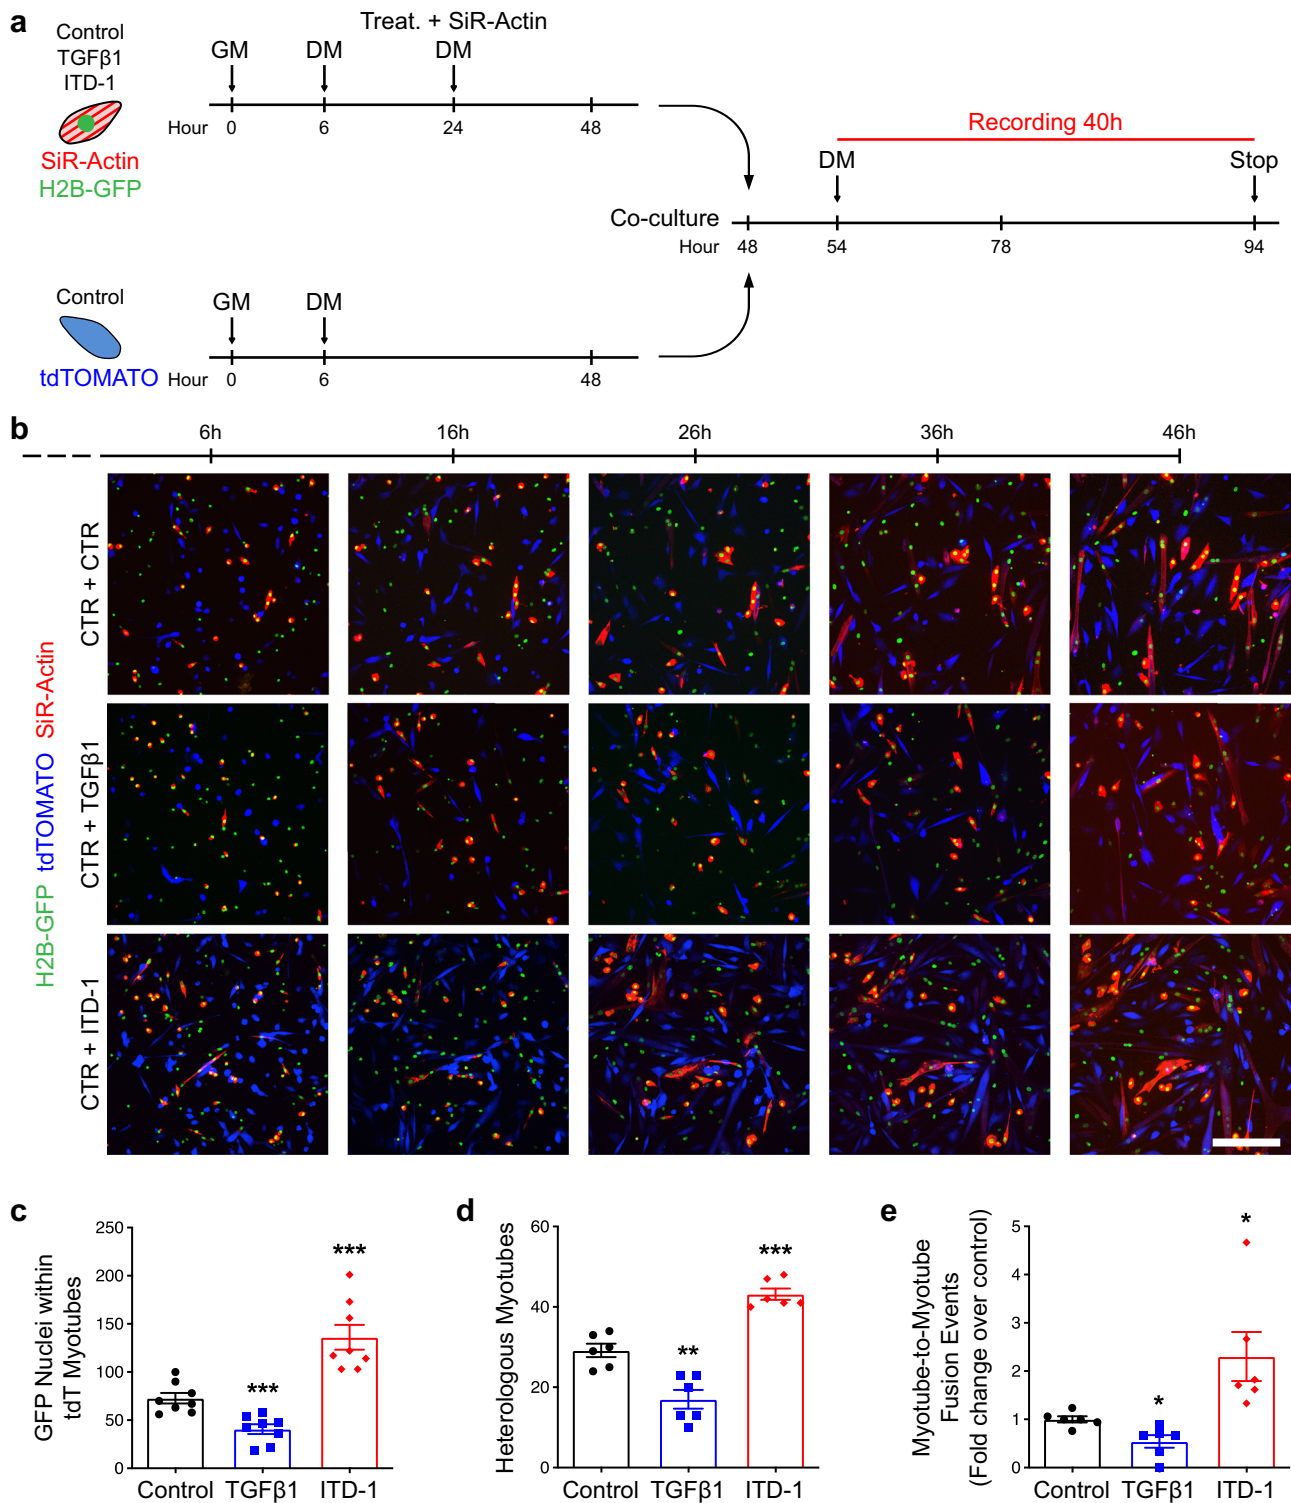 a
Control
TGFβ1
ITD-1
SiR-Actin
H2B-GFP
Treat. + SiR-Actin
GM DM DM
Hour 0 6 24 48
Recording 40h
DM Stop
Co-culture
Hour 48 54 78 94
Control
tdTOMATO
GM DM
Hour 0 6 48
b
6h 16h 26h 36h 46h
H2B-GFP tdTOMATO SiR-Actin
CTR + CTR
CTR + TGFβ1
CTR + ITD-1
c
GFP Nuclei within
tdT Myotubes
250
200
150
100
50
0
***
***
Control TGFβ1 ITD-1
d
Heterologous Myotubes
60
40
20
0
**
***
Control TGFβ1 ITD-1
e
Myotube-to-Myotube
Fusion Events
(Fold change over control)
5
4
3
2
1
0
*
*
Control TGFβ1 ITD-1